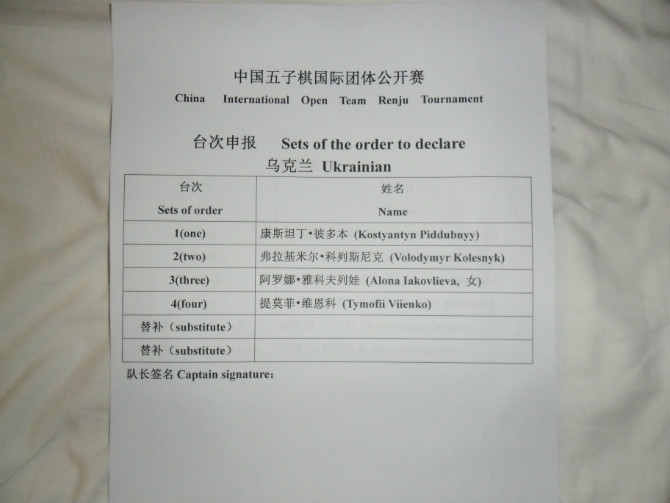 中国五子棋国际团体公开赛
China International Open Team Renju Tournament
台次申报 Sets of the order to declare
乌克兰 Ukrainian
台次 姓名
Sets of order Name
1(one) 康斯坦丁•彼多本 (Kostyantyn Piddubnyy)
2(two) 弗拉基米尔•科列斯尼克 (Volodymyr Kolesnyk)
3(three) 阿罗娜•雅科夫列娃 (Alona Iakovlieva, 女)
4(four) 提莫菲•维恩科 (Tymofii Viienko)
替补（substitute）
替补（substitute）
队长签名 Captain signature: